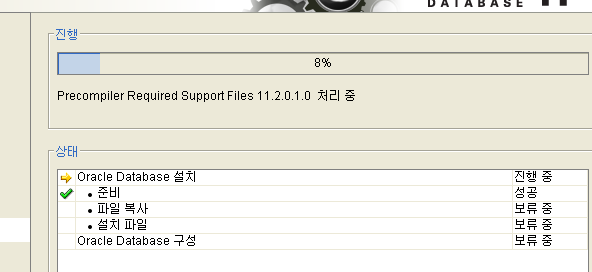 DATABASE
진행
8%
Precompiler Required Support Files 11.2.0.1.0 처리 중
상태
Oracle Database 설치 진행 중
• 준비 성공
• 파일 복사 보류 중
• 설치 파일 보류 중
Oracle Database 구성 보류 중